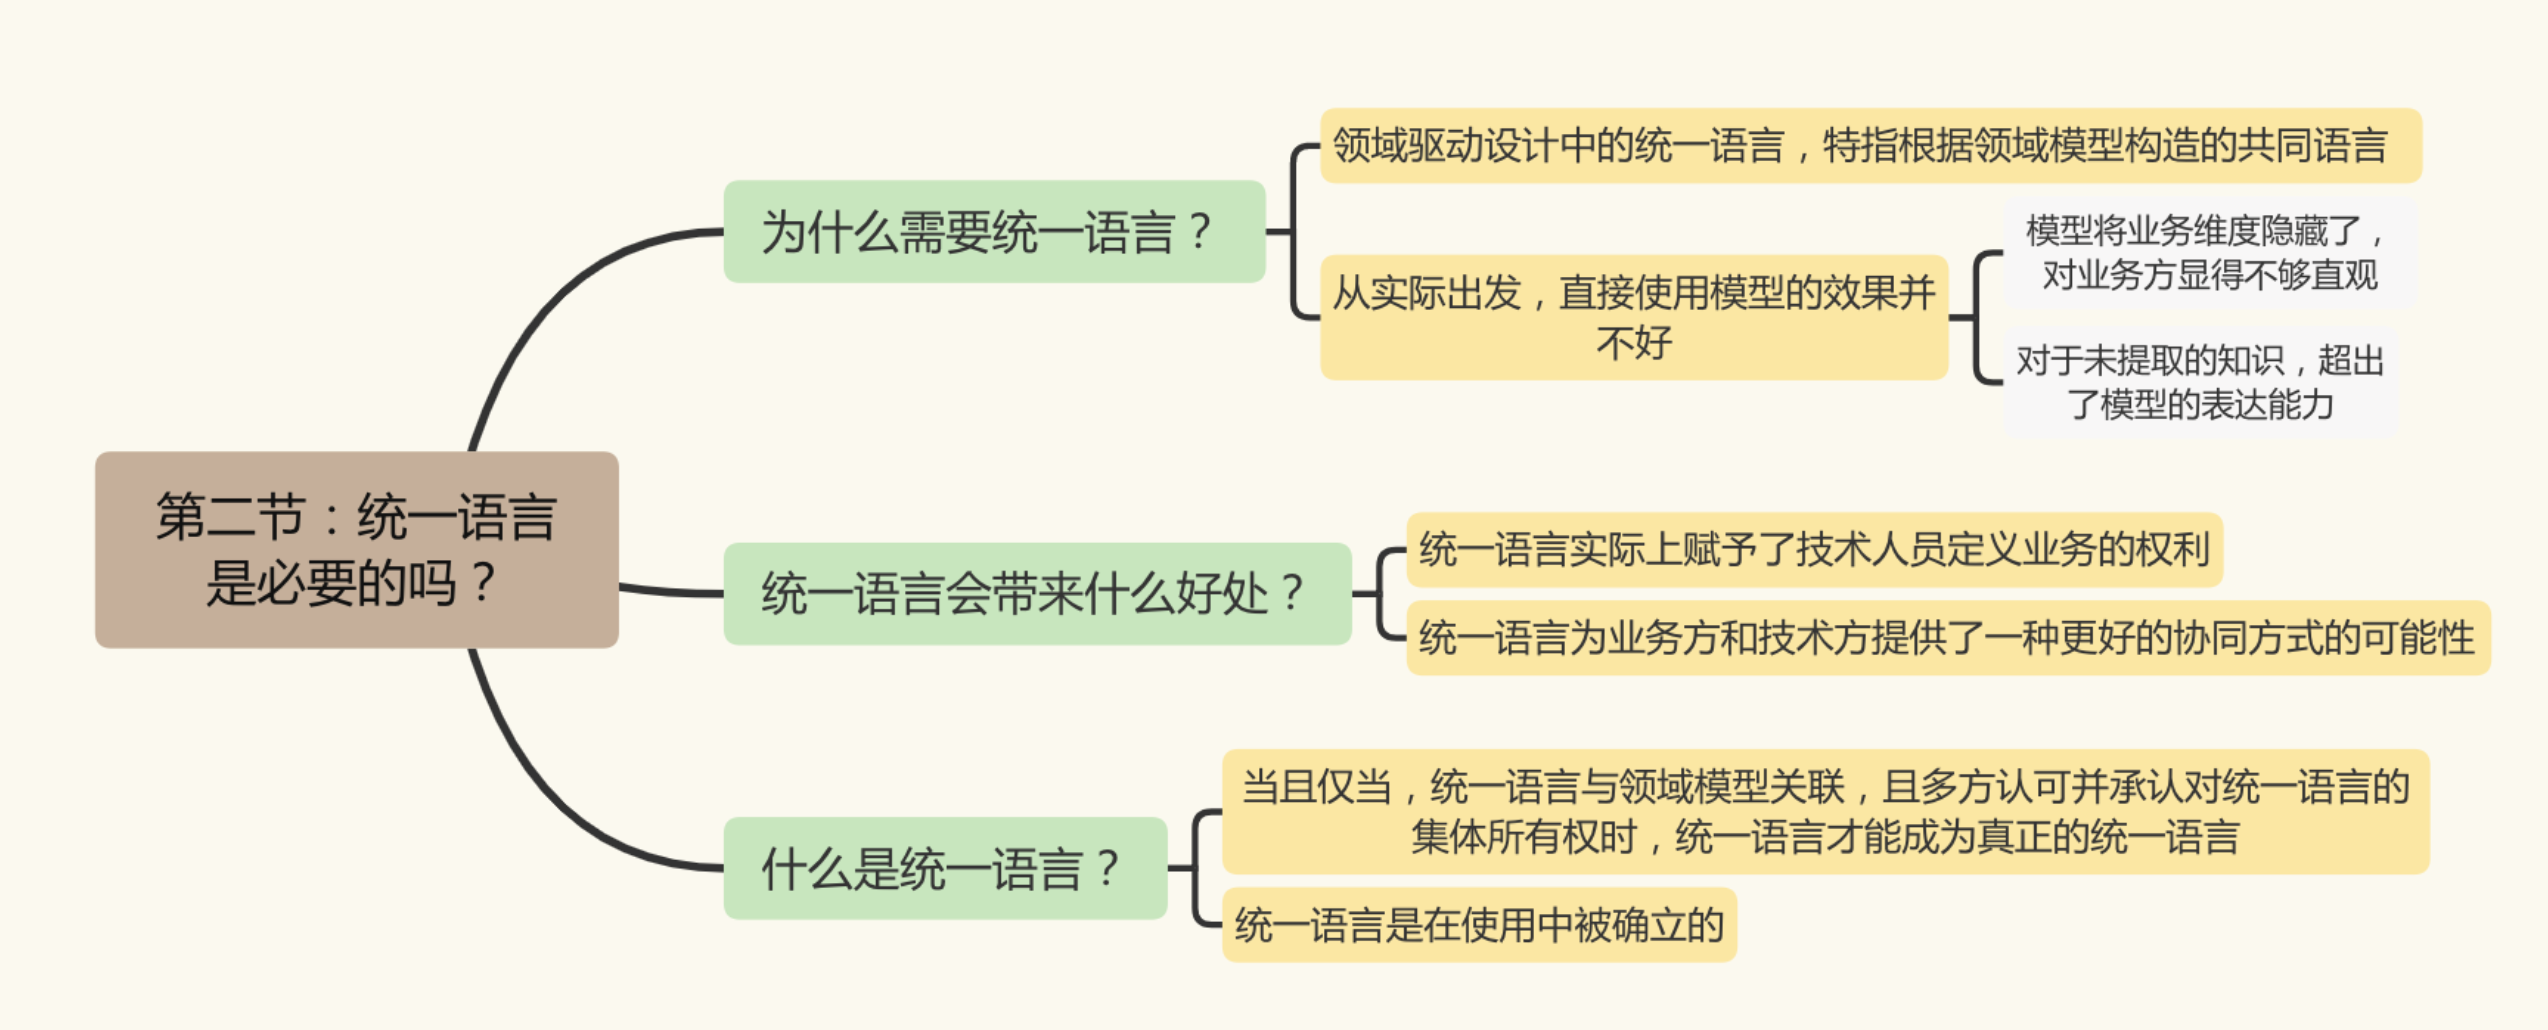 第二节：统一语言
是必要的吗？
为什么需要统一语言？
领域驱动设计中的统一语言，特指根据领域模型构造的共同语言
从实际出发，直接使用模型的效果并
不好
模型将业务维度隐藏了，
对业务方显得不够直观
对于未提取的知识，超出
了模型的表达能力
统一语言会带来什么好处？
统一语言实际上赋予了技术人员定义业务的权利
统一语言为业务方和技术方提供了一种更好的协同方式的可能性
什么是统一语言？
当且仅当，统一语言与领域模型关联，且多方认可并承认对统一语言的
集体所有权时，统一语言才能成为真正的统一语言
统一语言是在使用中被确立的